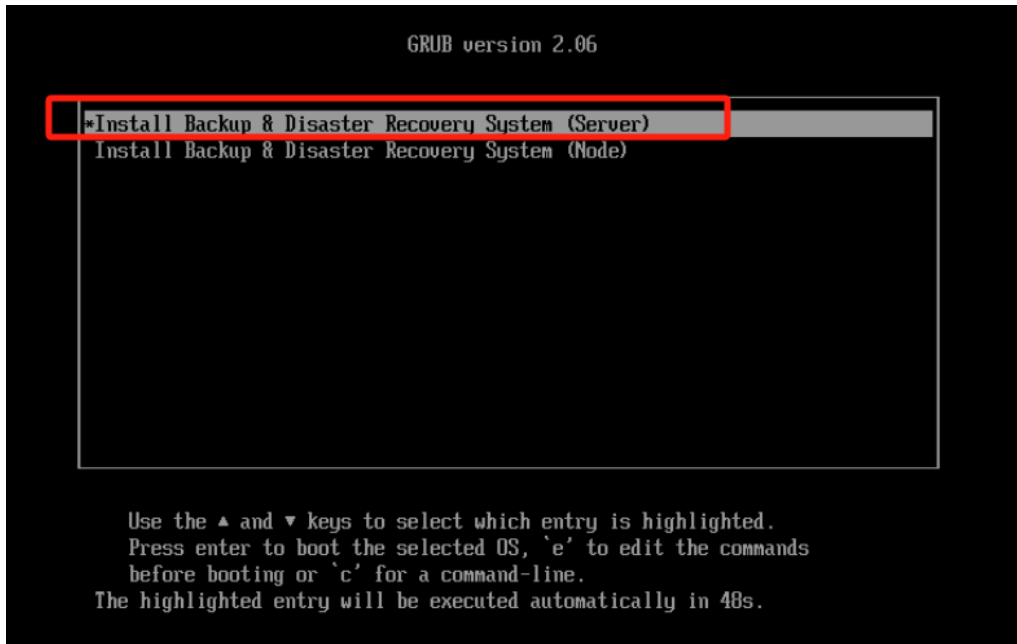 GRUB version 2.06
*Install Backup & Disaster Recovery System (Server)
Install Backup & Disaster Recovery System (Node)
Use the ▲ and ▼ keys to select which entry is highlighted.
Press enter to boot the selected OS, `e' to edit the commands
before booting or `c' for a command-line.
The highlighted entry will be executed automatically in 48s.